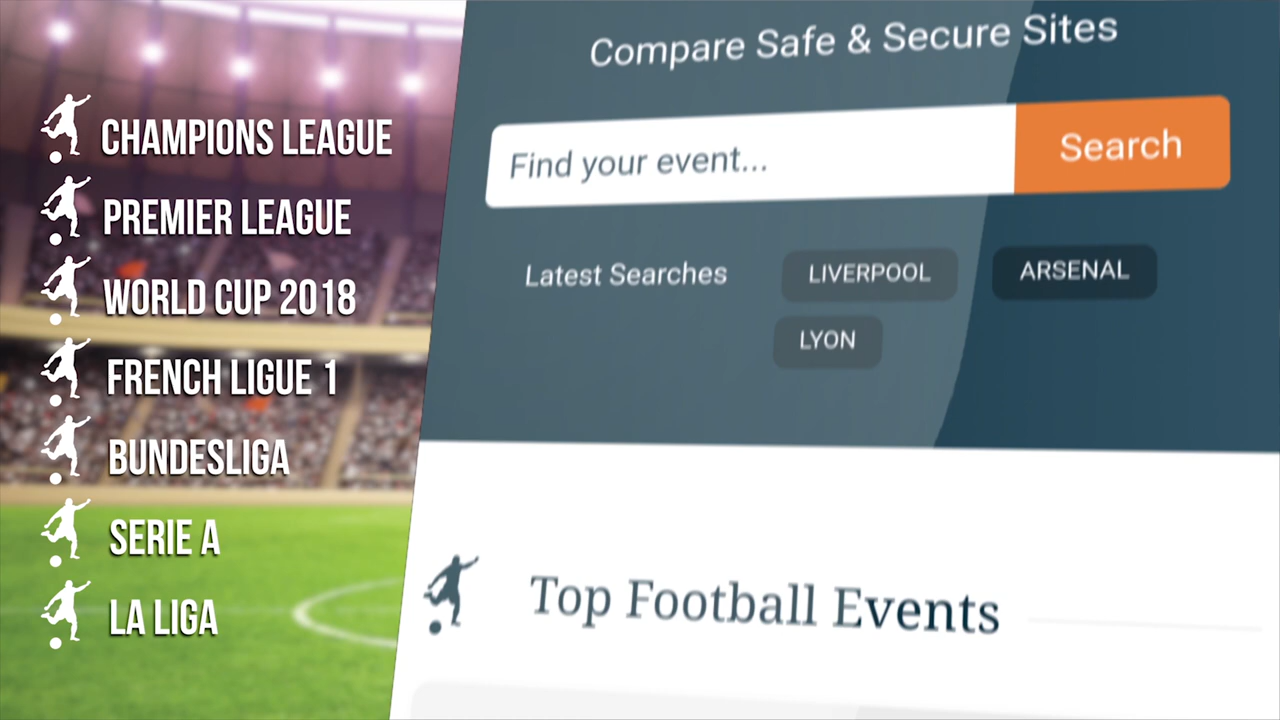 CHAMPIONS LEAGUE
PREMIER LEAGUE
WORLD CUP 2018
FRENCH LIGUE 1
BUNDESLIGA
SERIE A
LA LIGA
Compare Safe & Secure Sites
Find your event...
Search
Latest Searches
LIVERPOOL
ARSENAL
LYON
Top Football Events